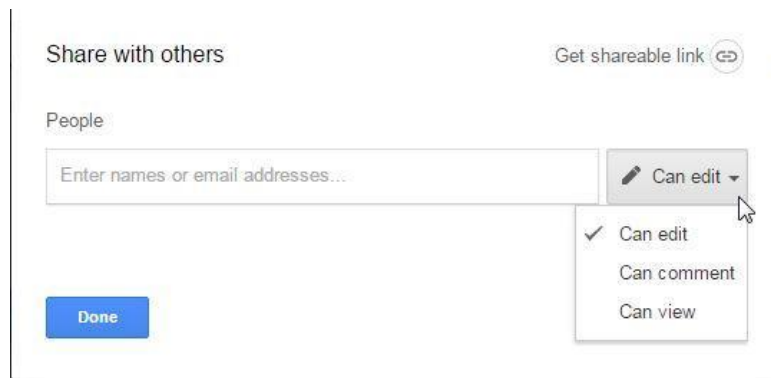 Share with others
Get shareable link
People
Enter names or email addresses...
Can edit
Can edit
Can comment
Can view
Done